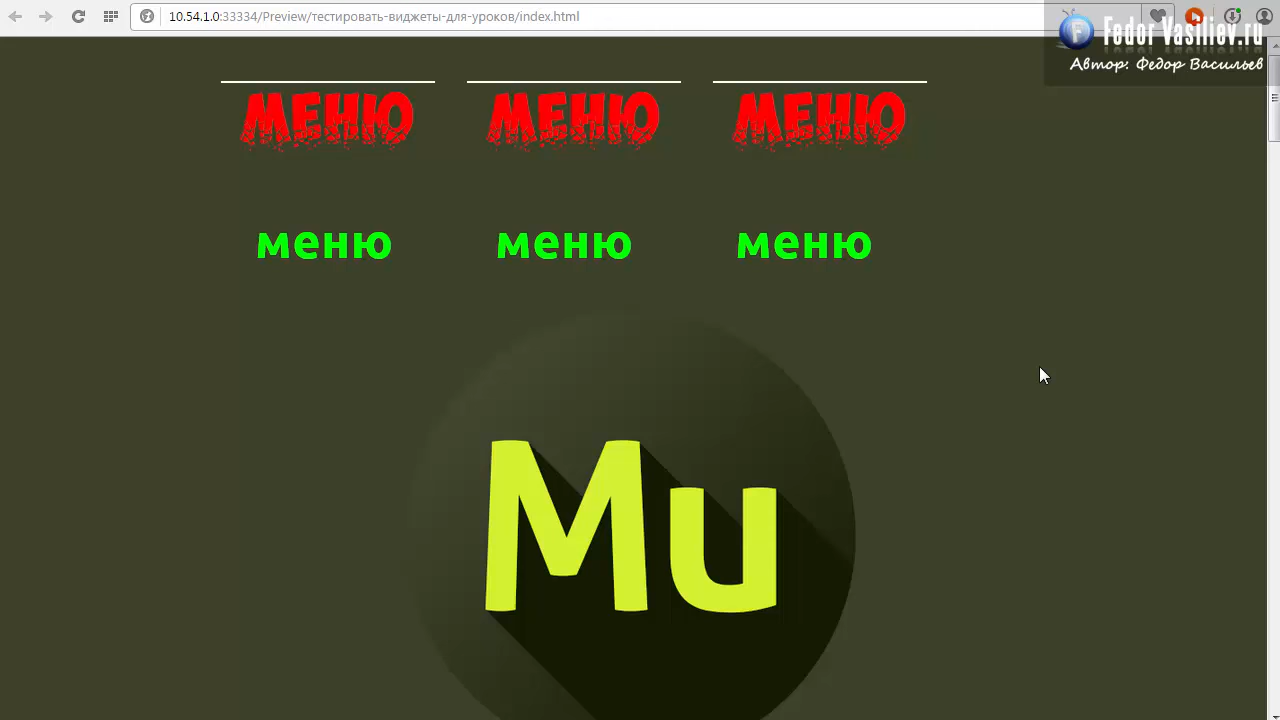 10.54.1.0:33334/Preview/тестировать-виджеты-для-уроков/index.html
Fedor Vasiliev.ru
Автор: Федор Васильев
МЕНЮ МЕНЮ МЕНЮ
меню меню меню
Mu